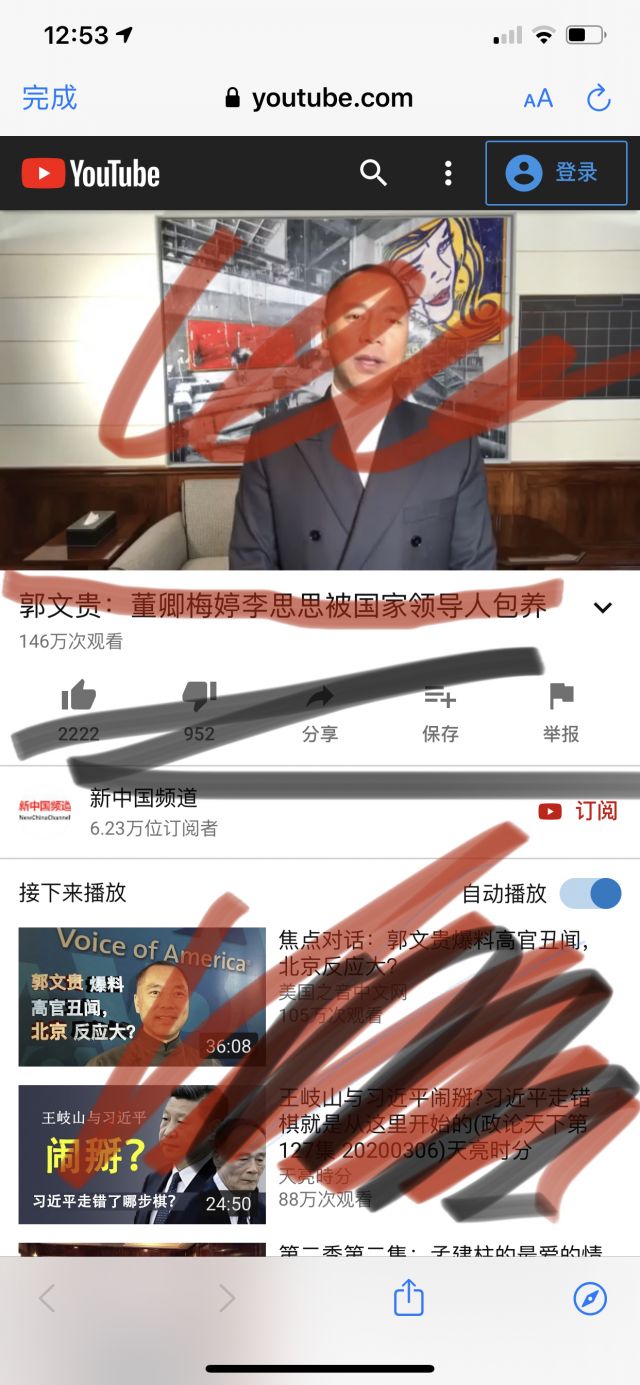 12:53
完成
youtube.com
AA
YouTube
登录
郭文贵：董卿梅婷李思思被国家领导人包养
146万次观看
2222
952
分享
保存
举报
新中国频道
NewChinaChannel
新中国频道
6.23万位订阅者
订阅
接下来播放
自动播放
Voice of America
郭文贵 爆料
高官丑闻,
北京 反应大?
36:08
焦点对话：郭文贵爆料高官丑闻，
北京反应大?
美国之音中文网
105万次观看
王岐山与习近平
闹掰?
习近平走错了哪步棋?
24:50
王岐山与习近平闹掰?习近平走错
棋就是从这里开始的(政论天下第
127集 20200306)天亮时分
天亮時分
88万次观看
第二季第二集：孟建柱的最爱的情